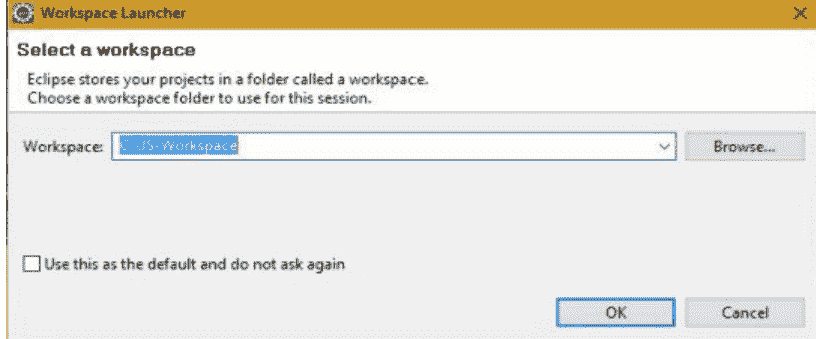 Workspace Launcher
Select a workspace
Eclipse stores your projects in a folder called a workspace.
Choose a workspace folder to use for this session.
Workspace: JS-Workspace Browse...
Use this as the default and do not ask again
OK Cancel